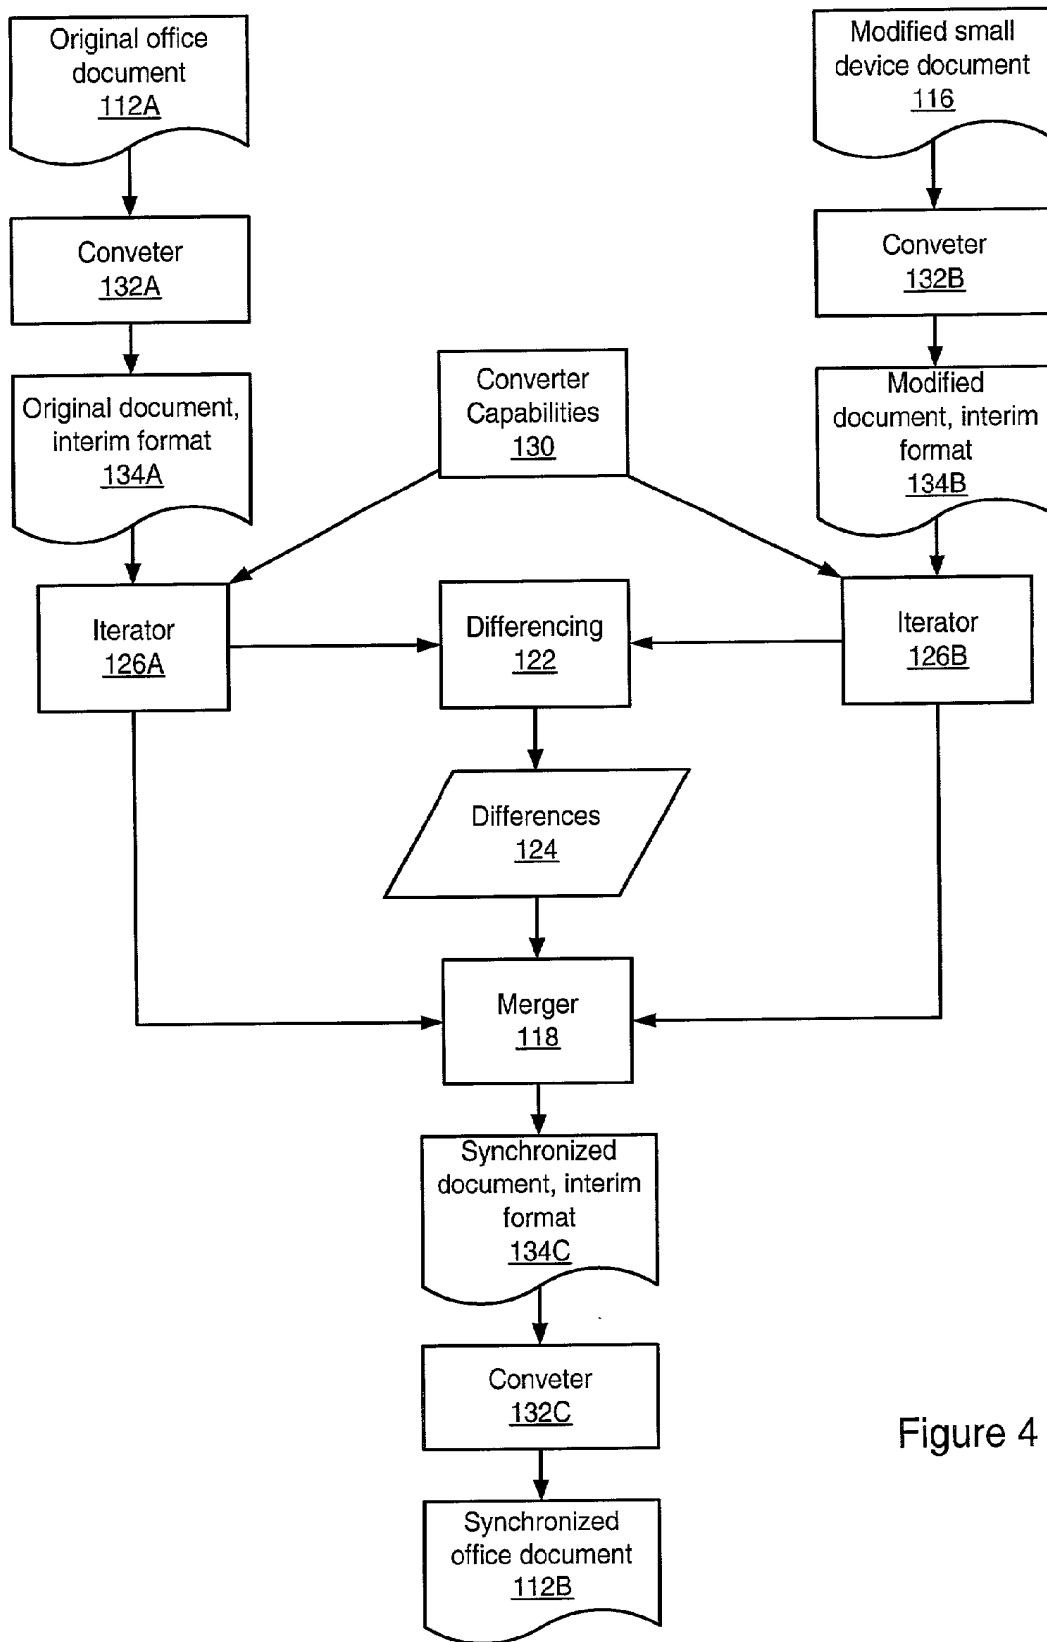 Original office
document
112A
Modified small
device document
116
Conveter
132A
Conveter
132B
Original document,
interim format
134A
Converter
Capabilities
130
Modified
document, interim
format
134B
Iterator
126A
Differencing
122
Iterator
126B
Differences
124
Merger
118
Synchronized
document, interim
format
134C
Conveter
132C
Figure 4
Synchronized
office document
112B